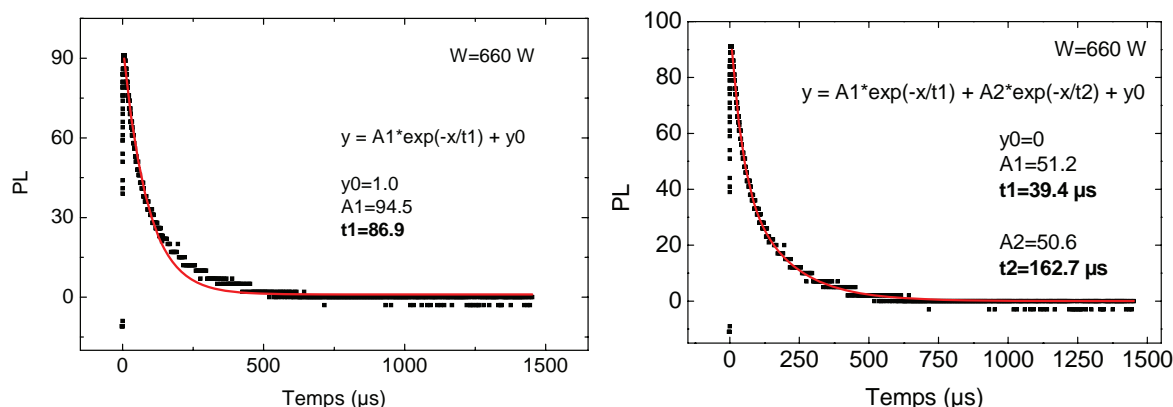 W=660 W
y = A1*exp(-x/t1) + y0
y0=1.0
A1=94.5
t1=86.9
90
60
30
0
PL
0
500
1000
1500
Temps (µs)
W=660 W
y = A1*exp(-x/t1) + A2*exp(-x/t2) + y0
y0=0
A1=51.2
t1=39.4 µs
A2=50.6
t2=162.7 µs
100
80
60
40
20
0
PL
0
250
500
750
1000
1250
1500
Temps (µs)